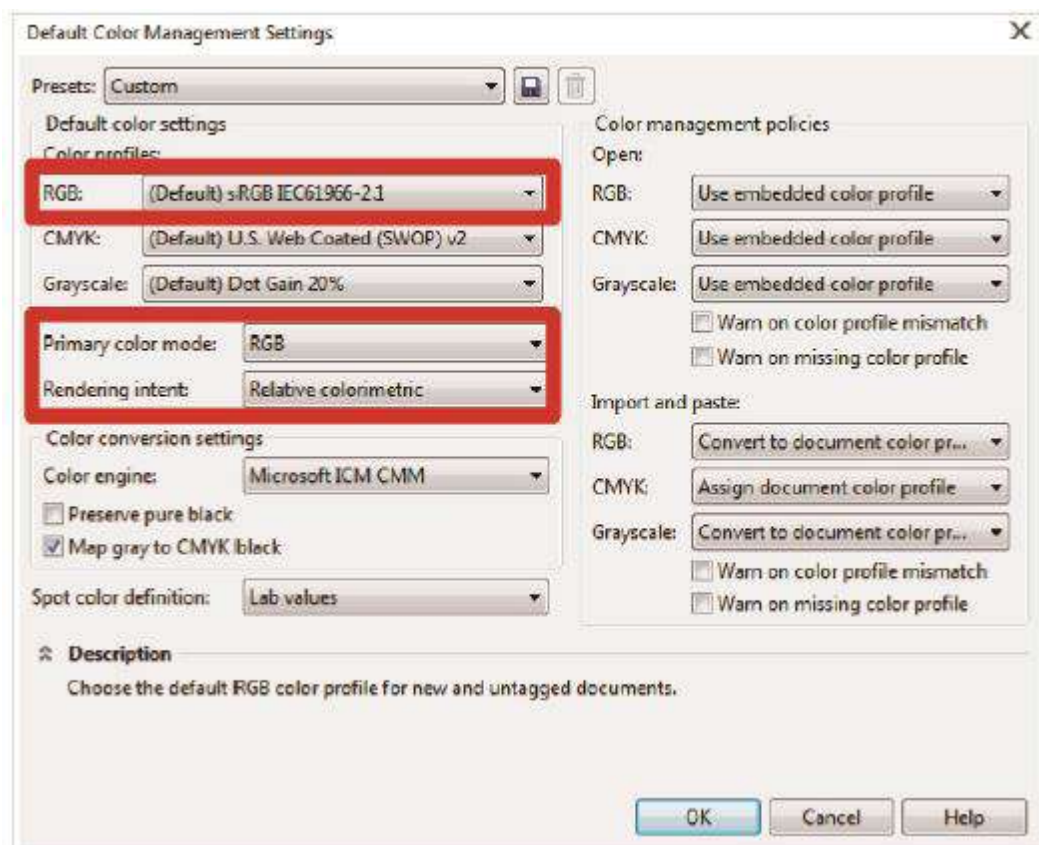 Default Color Management Settings
Presets: Custom
Default color settings
Color profiles:
RGB: (Default) sRGB IEC61966-2.1
CMYK: (Default) U.S. Web Coated (SWOP) v2
Grayscale: (Default) Dot Gain 20%
Primary color mode: RGB
Rendering intent: Relative colorimetric
Color conversion settings
Color engine: Microsoft ICM CMM
Preserve pure black
Map gray to CMYK black
Spot color definition: Lab values
Color management policies
Open:
RGB: Use embedded color profile
CMYK: Use embedded color profile
Grayscale: Use embedded color profile
Warn on color profile mismatch
Warn on missing color profile
Import and paste:
RGB: Convert to document color pr...
CMYK: Assign document color profile
Grayscale: Convert to document color pr...
Warn on color profile mismatch
Warn on missing color profile
Description
Choose the default RGB color profile for new and untagged documents.
OK Cancel Help